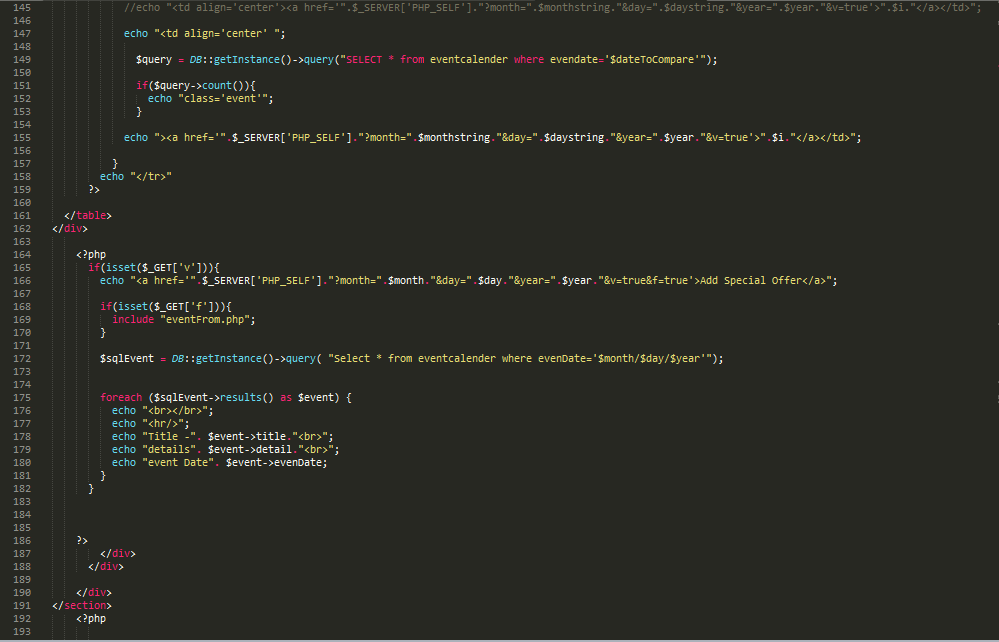 145 //echo "<td align='center'><a href='".$_SERVER['PHP_SELF']."?month=".$monthstring."&day=".$daystring."&year=".$year."&v=true'>".$i."</a></td>";
146
147 echo "<td align='center' ";
148
149 $query = DB::getInstance()->query("SELECT * from eventcalender where evendate='$dateToCompare'");
150
151 if($query->count()){
152 echo "class='event'";
153 }
154
155 echo "><a href='".$_SERVER['PHP_SELF']."?month=".$monthstring."&day=".$daystring."&year=".$year."&v=true'>".$i."</a></td>";
156
157 }
158 echo "</tr>"
159 ?>
160
161 </table>
162 </div>
163
164 <?php
165 if(isset($_GET['v'])){
166 echo "<a href='".$_SERVER['PHP_SELF']."?month=".$month."&day=".$day."&year=".$year."&v=true&f=true'>Add Special Offer</a>";
167
168 if(isset($_GET['f'])){
169 include "eventFrom.php";
170 }
171
172 $sqlEvent = DB::getInstance()->query( "Select * from eventcalender where evenDate='$month/$day/$year'");
173
174
175 foreach ($sqlEvent->results() as $event) {
176 echo "<br></br>";
177 echo "<hr/>";
178 echo "Title -". $event->title."<br>";
179 echo "details". $event->detail."<br>";
180 echo "event Date". $event->evenDate;
181 }
182 }
183
184
185
186 ?>
187 </div>
188 </div>
189
190 </div>
191 </section>
192 <?php
193